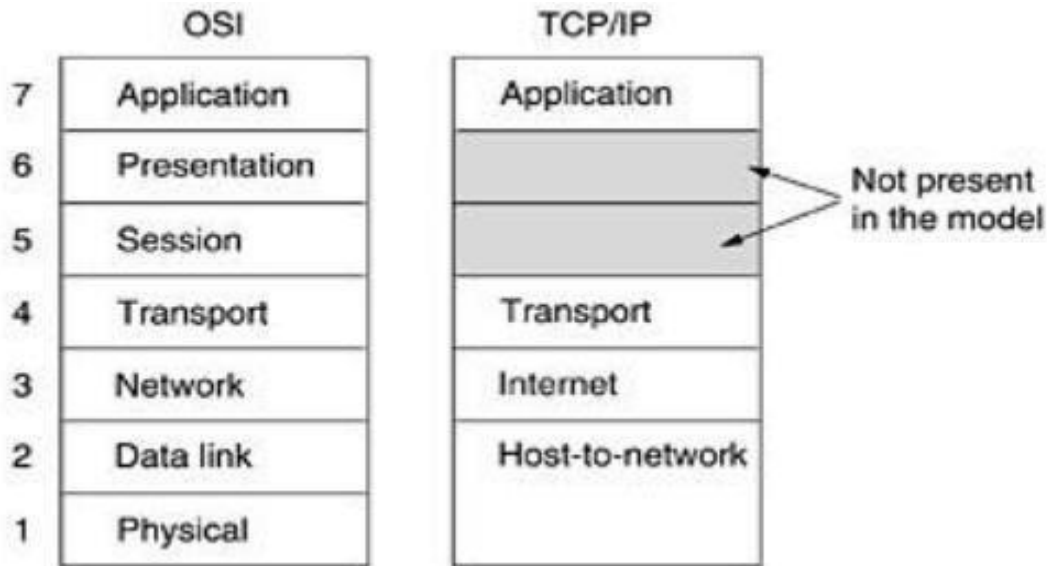 OSI
TCP/IP
7
Application
Application
6
Presentation
5
Session
Not present
in the model
4
Transport
Transport
3
Network
Internet
2
Data link
Host-to-network
1
Physical